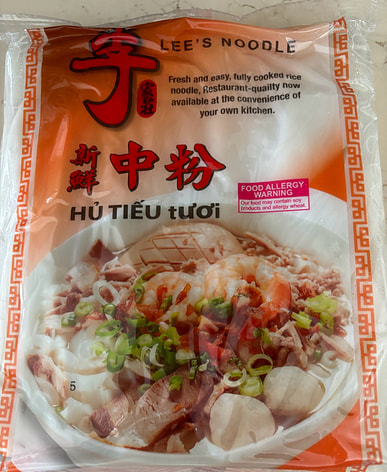 LEE'S NOODLE
Fresh and easy, fully cooked rice
noodle, Restaurant-quality now
available at the convenience of
your own kitchen.
新鮮
中粉
FOOD ALLERGY
WARNING
Our food may contain soy
products and allergy wheat.
HỦ TIẾU tươi
5